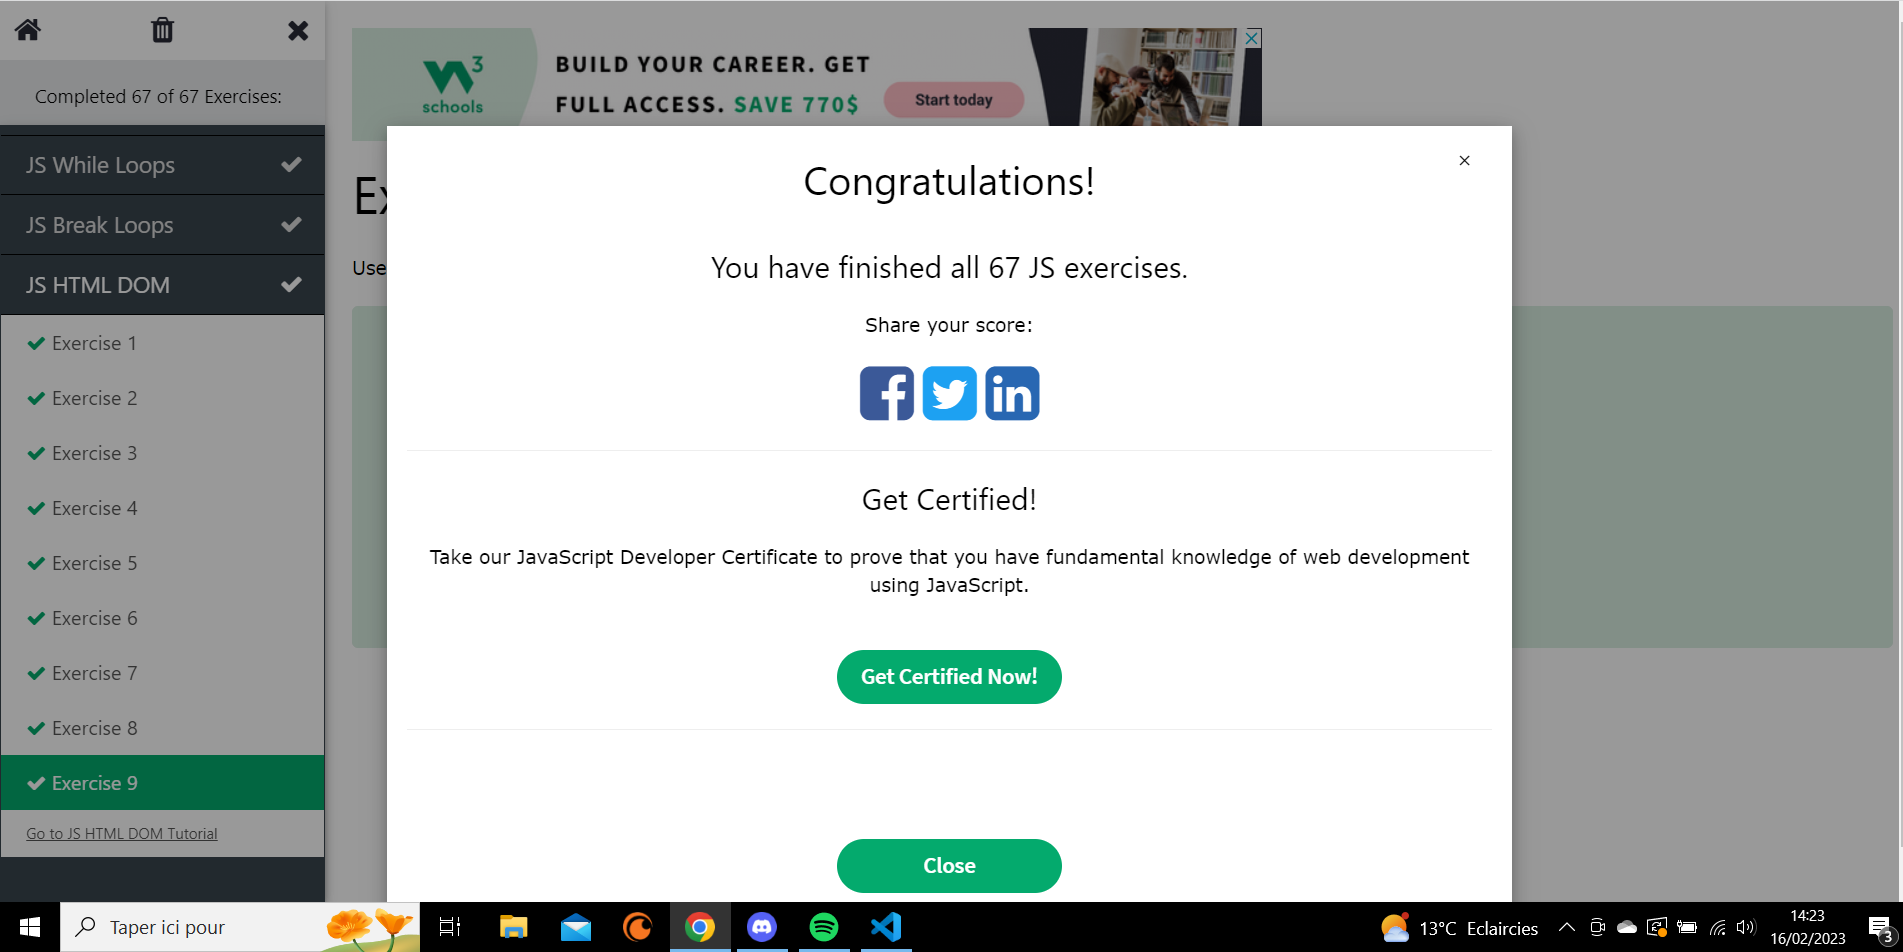 Completed 67 of 67 Exercises:
JS While Loops
JS Break Loops
JS HTML DOM
Exercise 1
Exercise 2
Exercise 3
Exercise 4
Exercise 5
Exercise 6
Exercise 7
Exercise 8
Exercise 9
Go to JS HTML DOM Tutorial
3
schools
BUILD YOUR CAREER. GET
FULL ACCESS. SAVE 770$
Start today
Ex
Use
×
Congratulations!
You have finished all 67 JS exercises.
Share your score:
Get Certified!
Take our JavaScript Developer Certificate to prove that you have fundamental knowledge of web development
using JavaScript.
Get Certified Now!
Close
Taper ici pour
13°C Eclaircies
14:23
16/02/2023
3